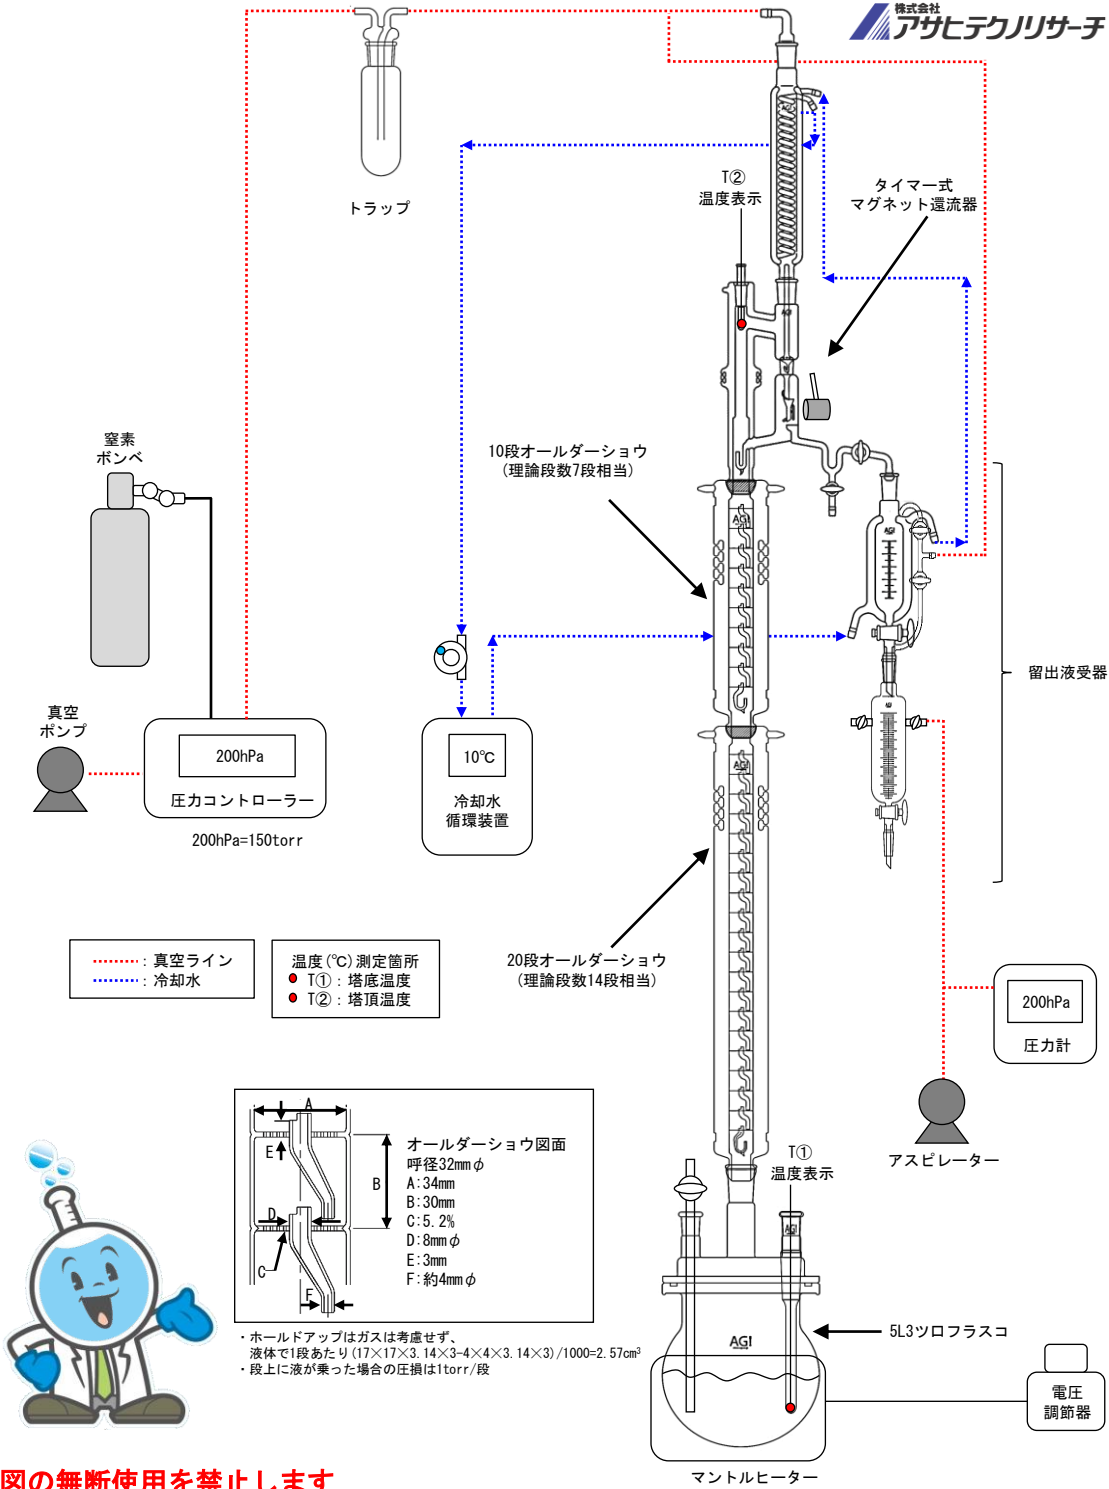 株式会社
アサヒテクノリサーチ
トラップ
T②
温度表示
タイマー式
マグネット還流器
AGI
AGI
窒素
ボンベ
10段オールダーショウ
(理論段数7段相当)
AGI
AGI
留出液受器
真空
ポンプ
200hPa
圧力コントローラー
200hPa=150torr
10℃
冷却水
循環装置
AGI
AGI
20段オールダーショウ
(理論段数14段相当)
:真空ライン
:冷却水
温度(℃)測定箇所
T①:塔底温度
T②:塔頂温度
200hPa
圧力計
アスピレーター
A
E
B
D
C
F
オールダーショウ図面
呼径32mmφ
A:34mm
B:30mm
C:5.2%
D:8mmφ
E:3mm
F:約4mmφ
・ホールドアップはガスは考慮せず、
液体で1段あたり(17×17×3.14×3-4×4×3.14×3)/1000=2.57cm³
・段上に液が乗った場合の圧損は1torr/段
T①
温度表示
AGI
AGI
5L3ツロフラスコ
電圧
調節器
マントルヒーター
図の無断使用を禁止します